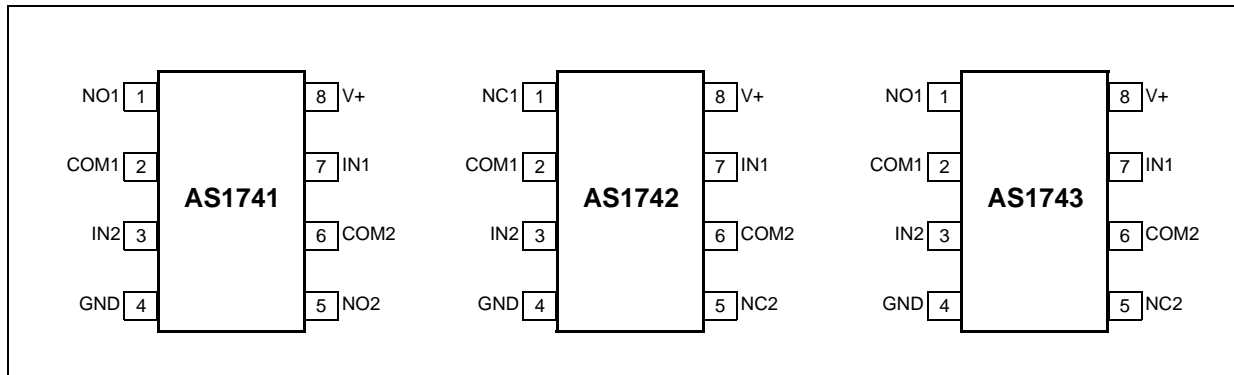 NO1 1 8 V+
COM1 2 7 IN1
AS1741
IN2 3 6 COM2
GND 4 5 NO2
NC1 1 8 V+
COM1 2 7 IN1
AS1742
IN2 3 6 COM2
GND 4 5 NC2
NO1 1 8 V+
COM1 2 7 IN1
AS1743
IN2 3 6 COM2
GND 4 5 NC2